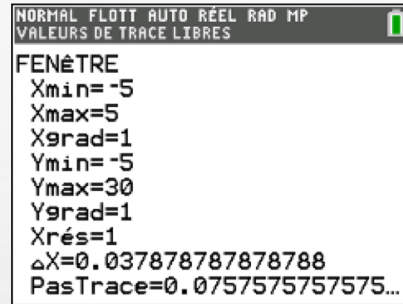 NORMAL FLOTT AUTO RÉEL RAD MP
VALEURS DE TRACE LIBRES
FENÊTRE
Xmin=-5
Xmax=5
Xgrad=1
Ymin=-5
Ymax=30
Ygrad=1
Xrés=1
△X=0.037878787878788
PasTrace=0.0757575757575…